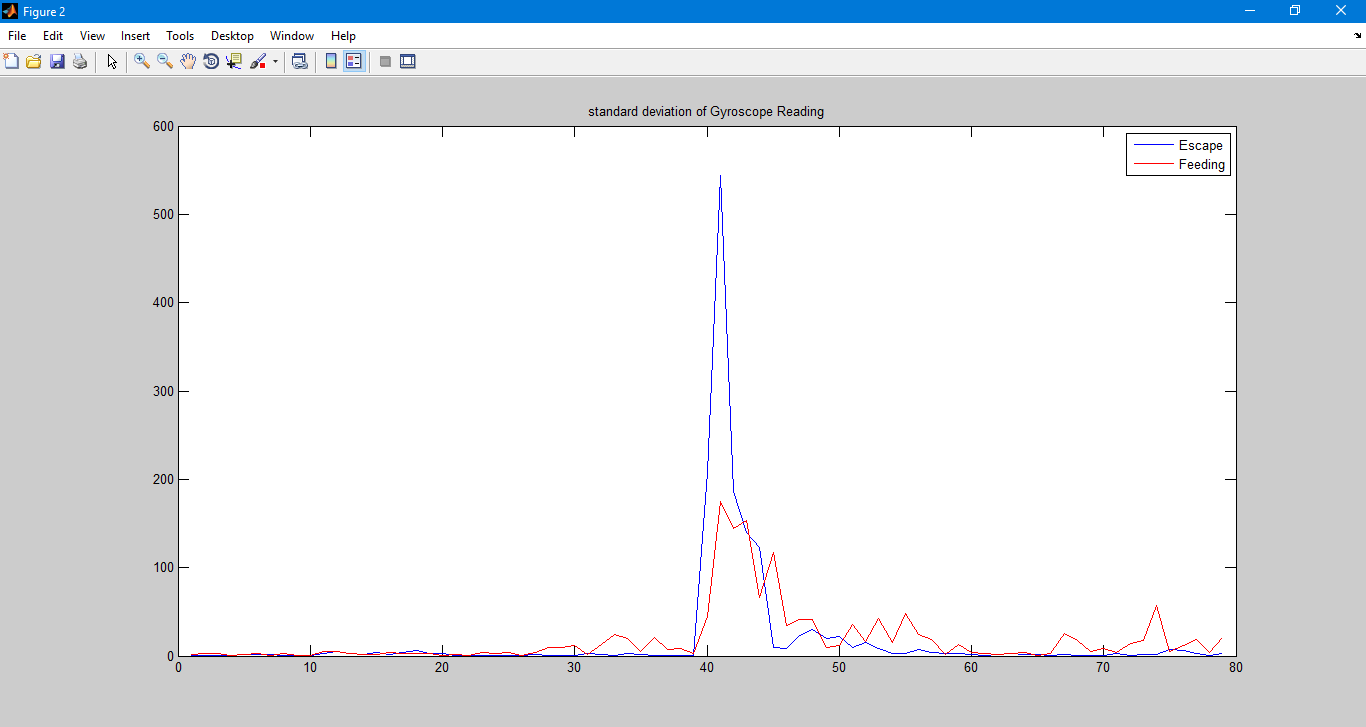 Figure 2
File Edit View Insert Tools Desktop Window Help
standard deviation of Gyroscope Reading
600
500
400
300
200
100
0
0 10 20 30 40 50 60 70 80
Escape
Feeding